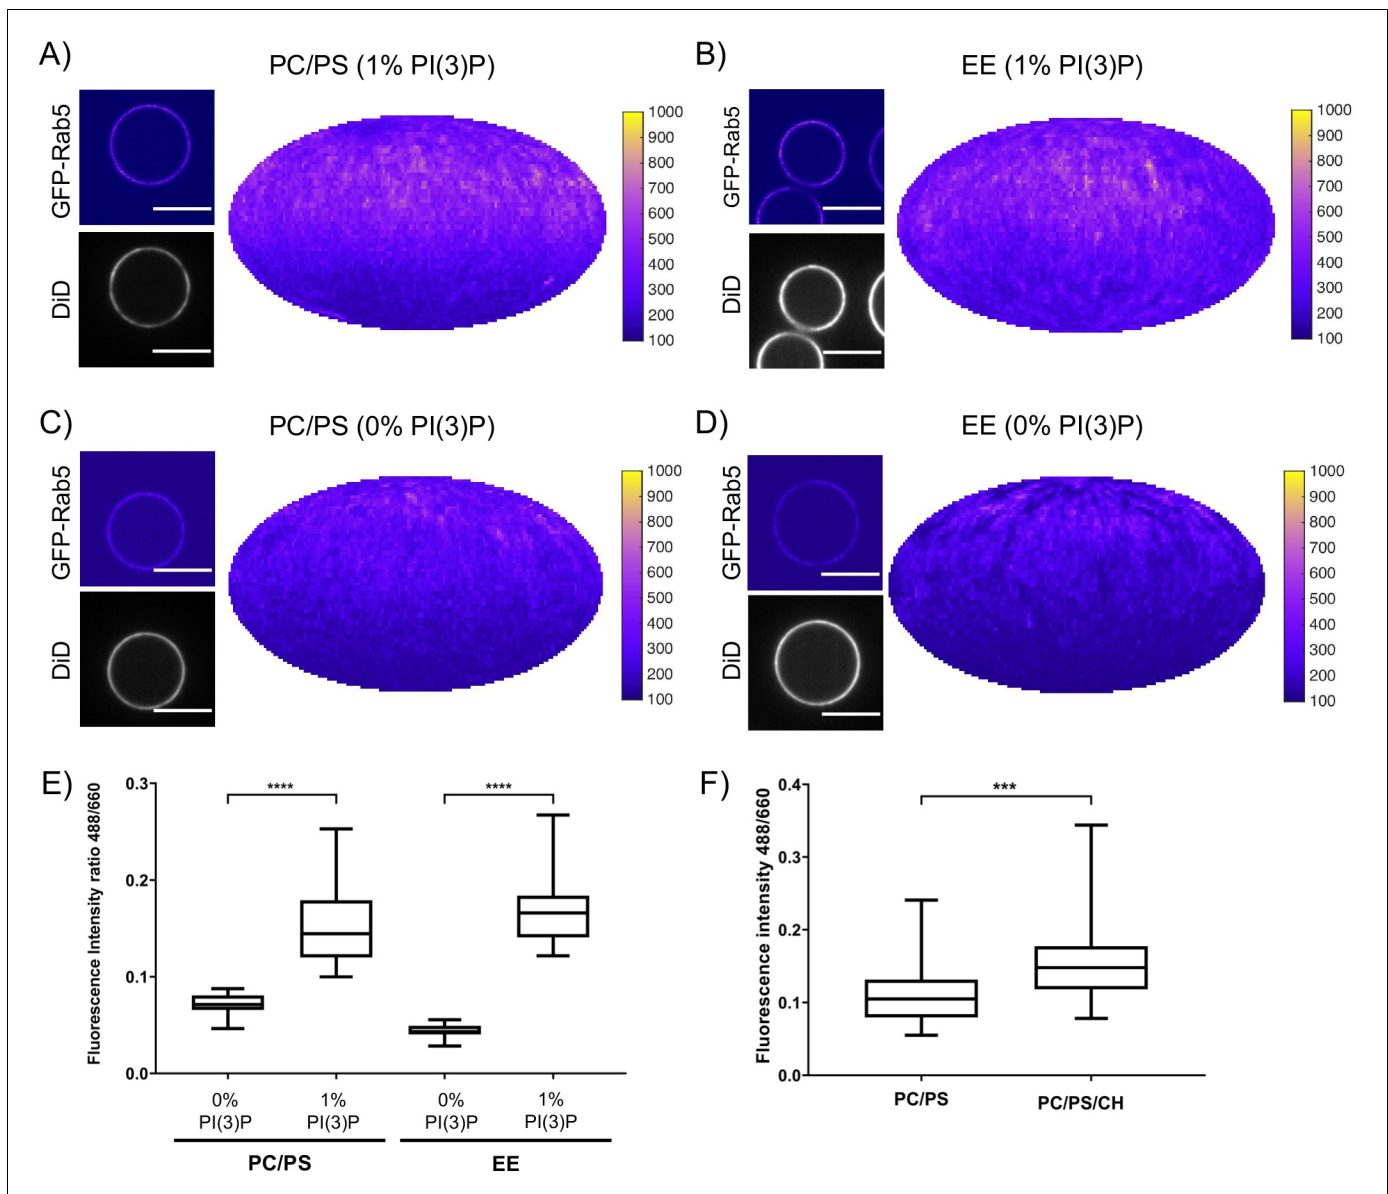 A)
PC/PS (1% PI(3)P)
GFP-Rab5
DiD
1000
900
800
700
600
500
400
300
200
100
B)
EE (1% PI(3)P)
GFP-Rab5
DiD
1000
900
800
700
600
500
400
300
200
100
C)
PC/PS (0% PI(3)P)
GFP-Rab5
DiD
1000
900
800
700
600
500
400
300
200
100
D)
EE (0% PI(3)P)
GFP-Rab5
DiD
1000
900
800
700
600
500
400
300
200
100
E)
Fluorescence Intensity ratio 488/660
0.3
0.2
0.1
0.0
****
****
0%
PI(3)P
1%
PI(3)P
0%
PI(3)P
1%
PI(3)P
PC/PS
EE
F)
Fluorescence intensity 488/660
0.4
0.3
0.2
0.1
0.0
***
PC/PS
PC/PS/CH